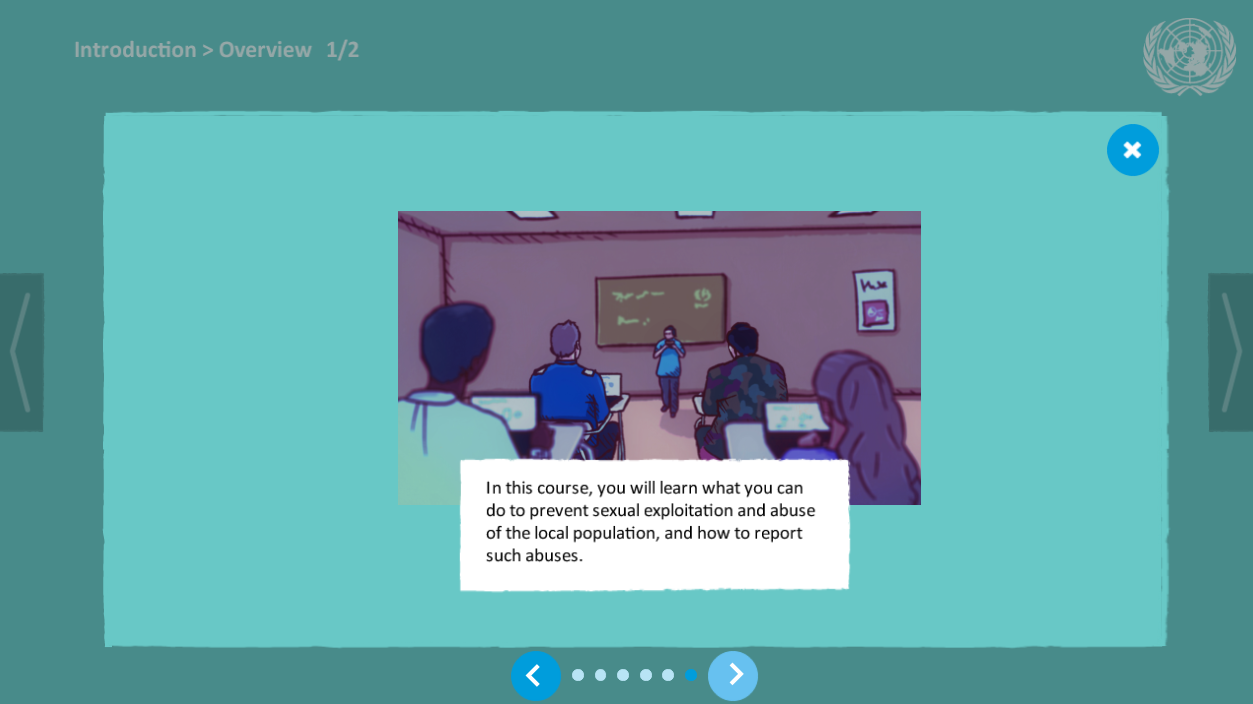 Introduction > Overview 1/2
In this course, you will learn what you can
do to prevent sexual exploitation and abuse
of the local population, and how to report
such abuses.